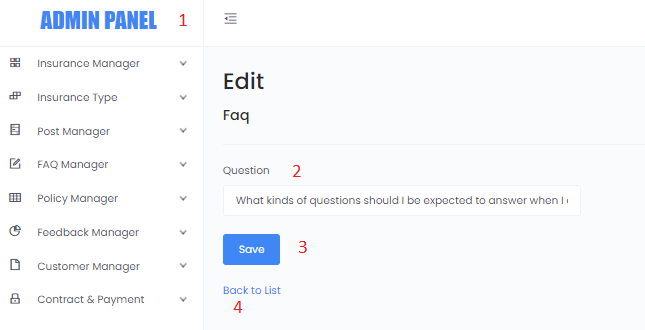 ADMIN PANEL 1
Insurance Manager
Insurance Type
Post Manager
FAQ Manager
Policy Manager
Feedback Manager
Customer Manager
Contract & Payment
Edit
Faq
Question 2
What kinds of questions should I be expected to answer when I
Save 3
Back to List
4